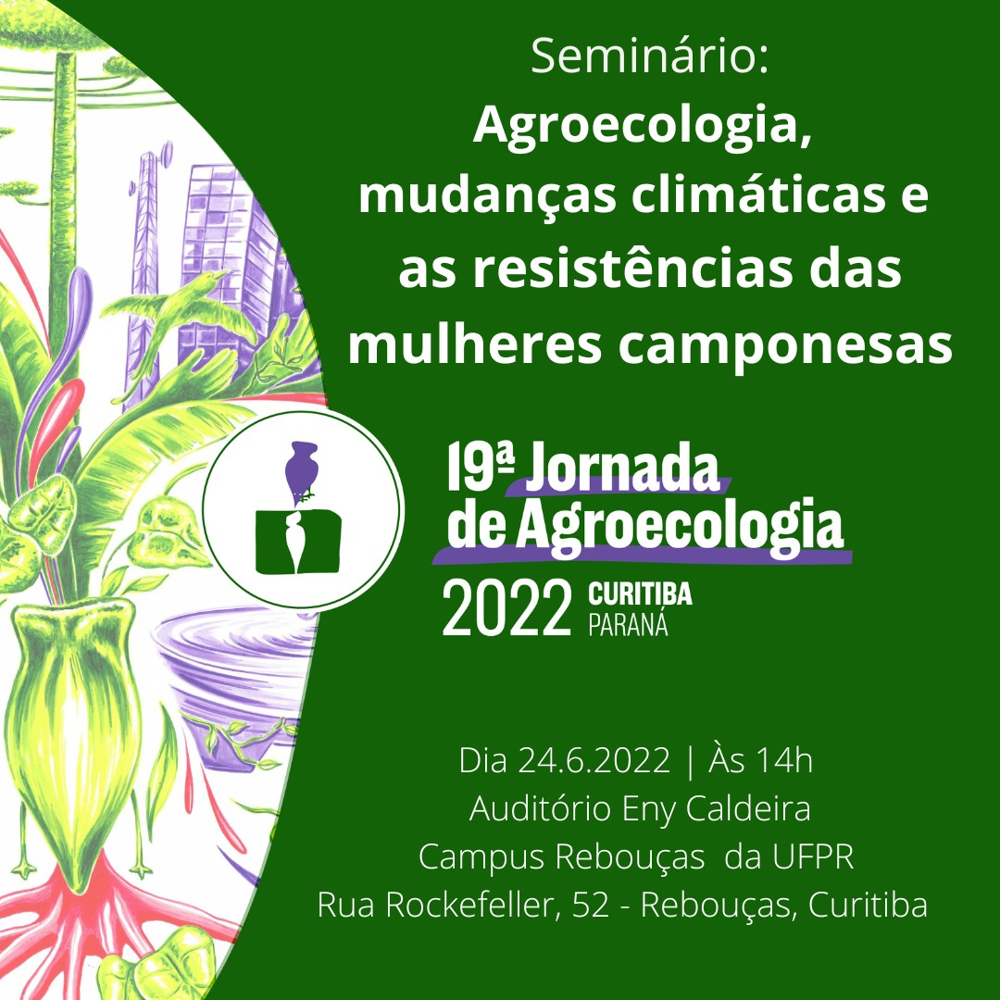 Seminário:
Agroecologia,
mudanças climáticas e
as resistências das
mulheres camponesas
19ª Jornada
de Agroecologia
2022 CURITIBA
PARANÁ
Dia 24.6.2022 | Às 14h
Auditório Eny Caldeira
Campus Rebouças da UFPR
Rua Rockefeller, 52 - Rebouças, Curitiba